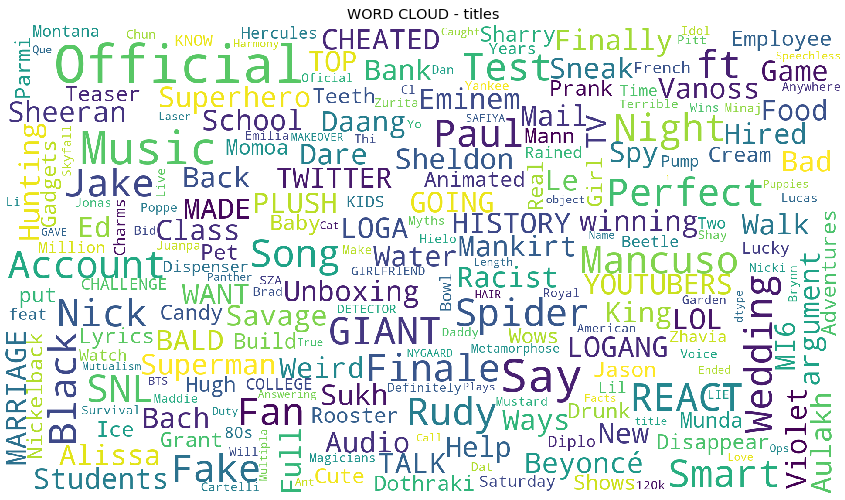 WORD CLOUD - titles
Montana
Chun
KNOW
Hercules
Harmony
CHEATED
Sharry
Caught
Idol
Pitt
Employee
Speechless
Que
Parmi
Official
TOP
Bank
Dan
Test
Years
Finally
Sneak
French
ft
Game
Anywhere
Teaser
Superhero
Oficial
Teeth
Zurita
Cl
Eminem
Yankee
Prank
Time
Vanoss
Terrible
Wins
Minaj
Food
Sheeran
Laser
School
Emilia
MAKEOVER
Daang
Yo
SAFIYA
Mail
Paul
Mann
TV
Night
Hired
Hunting
Gadgets
Skyfall
Music
Momoa
Thi
Dare
Sheldon
Rained
Spy
Pump
Cream
Bad
Li
Jonas
Jake
Live
Back
TWITTER
Animated
Real
Le
Girl
Perfect
Puppies
Lucas
GAVE
Ed
Charms
Poppe
MADE
PLUSH
KIDS
GOING
object
Million
Bid
Juanpa
Class
Baby
Cat
LOGA
Myths
HISTORY
winning
Name
Two
Shay
Walk
Adventures
Account
Pet
Dispenser
Panther
Song
Make
Water
Hielo
Mankirt
Length
Beetle
Mancuso
Lucky
Nicki
Brynn
CHALLENGE
put
feat
Nick
Candy
WANT
SZA
Brad
GIRLFRIEND
Unboxing
Bowl
Racist
HAIR
Royal
YOUTUBERS
Garden
dtype
Savage
DETECTOR
True
Daddy
Spider
American
King
LOL
MI6
argument
Wedding
Black
Lyrics
BALD
Build
GIANT
NYGAARD
Metamorphose
Wows
Zhavia
Voice
Watch
Mutualism
Superman
Weird
Finale
LOGANG
Jason
Ended
MARRIAGE
Nickelback
SNL
BTS
Maddie
Hugh
COLLEGE
Answering
Definitely
Plays
Say
Lil
REACT
Facts
LIE
Survival
Duty
Bach
Fan
Sukh
Rooster
Rudy
Mustard
Ways
Drunk
Munda
title
Violet
Aulakh
Ice
Grant
80s
Multipla
Full
Audio
Call
Help
Diplo
New
Disappear
Ops
Alissa
Will
Magicians
TALK
Dat
Beyoncé
Love
Students
Fake
Cartelli
Ant
Cute
Dothraki
Saturday
Shows
120k
Smart